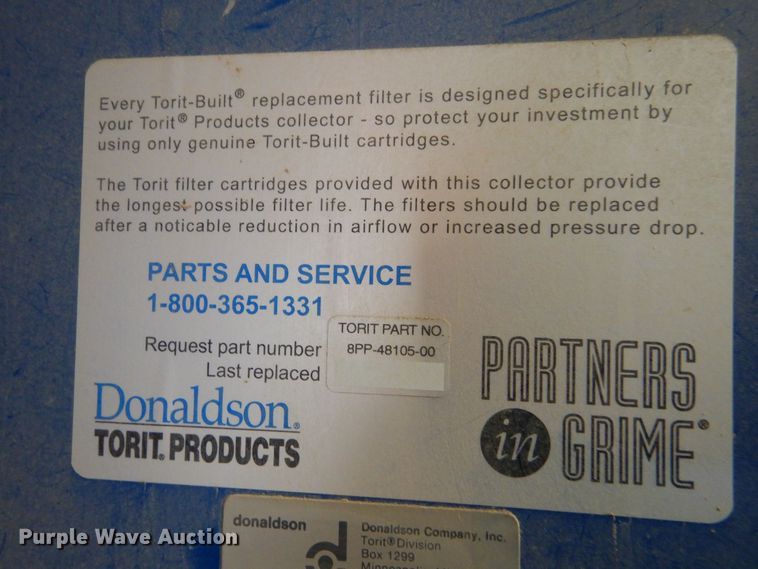 Every Torit-Built® replacement filter is designed specifically for
your Torit® Products collector - so protect your investment by
using only genuine Torit-Built cartridges.
The Torit filter cartridges provided with this collector provide
the longest possible filter life. The filters should be replaced
after a noticable reduction in airflow or increased pressure drop.
PARTS AND SERVICE
1-800-365-1331
Request part number
Last replaced
TORIT PART NO.
8PP-48105-00
Donaldson®
TORIT® PRODUCTS
PARTNERS
in GRIME®
donaldson
Donaldson Company, Inc.
Torit® Division
Box 1299
Purple Wave Auction